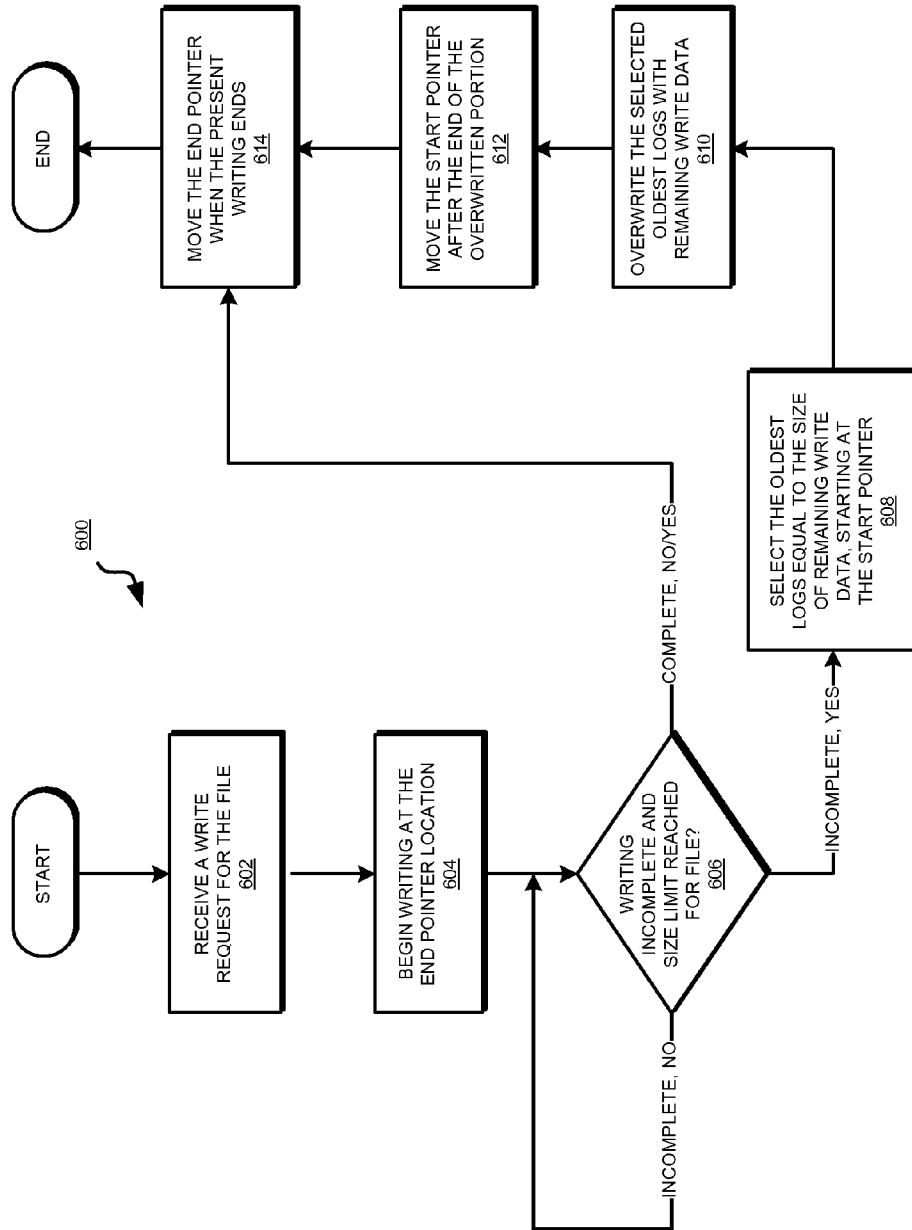 600
START
RECEIVE A WRITE
REQUEST FOR THE FILE
602
BEGIN WRITING AT THE
END POINTER LOCATION
604
WRITING
INCOMPLETE AND
SIZE LIMIT REACHED
FOR FILE?
606
INCOMPLETE, NO
COMPLETE, NO/YES
INCOMPLETE, YES
SELECT THE OLDEST
LOGS EQUAL TO THE SIZE
OF REMAINING WRITE
DATA, STARTING AT
THE START POINTER
608
OVERWRITE THE SELECTED
OLDEST LOGS WITH
REMAINING WRITE DATA
610
MOVE THE START POINTER
AFTER THE END OF THE
OVERWRITTEN PORTION
612
MOVE THE END POINTER
WHEN THE PRESENT
WRITING ENDS
614
END